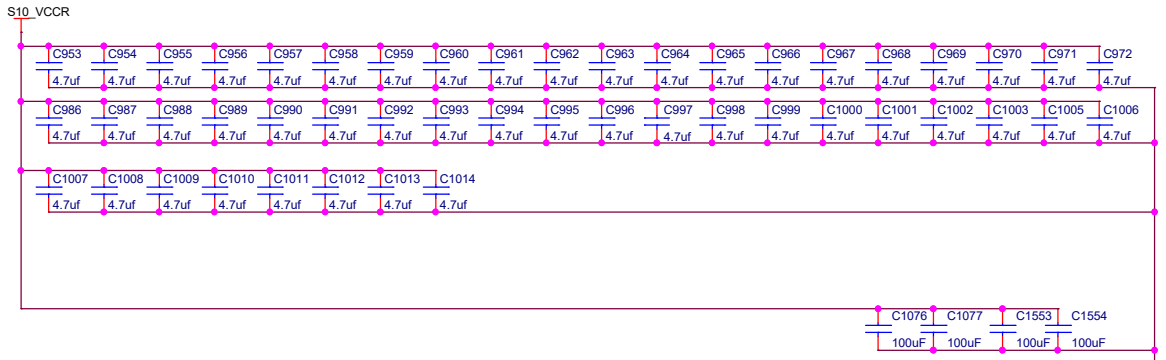 S10_VCCR
C953 C954 C955 C956 C957 C958 C959 C960 C961 C962 C963 C964 C965 C966 C967 C968 C969 C970 C971 C972
4.7uf 4.7uf 4.7uf 4.7uf 4.7uf 4.7uf 4.7uf 4.7uf 4.7uf 4.7uf 4.7uf 4.7uf 4.7uf 4.7uf 4.7uf 4.7uf 4.7uf 4.7uf 4.7uf 4.7uf
C986 C987 C988 C989 C990 C991 C992 C993 C994 C995 C996 C997 C998 C999 C1000 C1001 C1002 C1003 C1005 C1006
4.7uf 4.7uf 4.7uf 4.7uf 4.7uf 4.7uf 4.7uf 4.7uf 4.7uf 4.7uf 4.7uf 4.7uf 4.7uf 4.7uf 4.7uf 4.7uf 4.7uf 4.7uf 4.7uf 4.7uf
C1007 C1008 C1009 C1010 C1011 C1012 C1013 C1014
4.7uf 4.7uf 4.7uf 4.7uf 4.7uf 4.7uf 4.7uf 4.7uf
C1076 C1077 C1553 C1554
100uF 100uF 100uF 100uF